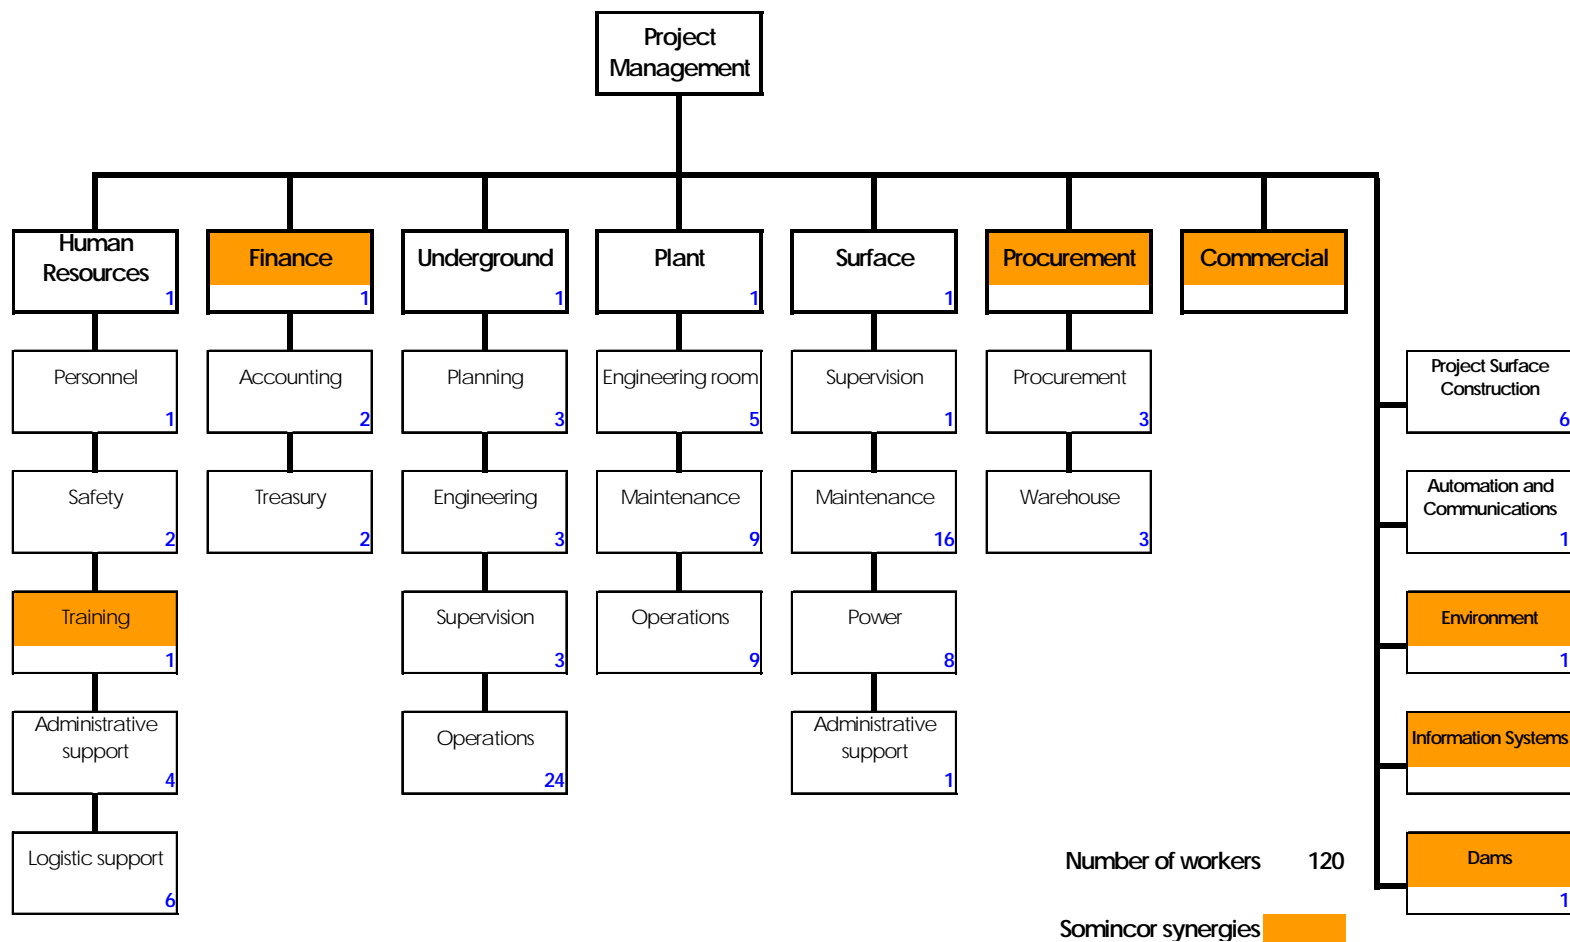 Project
Management
Human
Resources
1
Finance
1
Underground
1
Plant
1
Surface
1
Procurement
Commercial
Personnel
1
Accounting
2
Planning
3
Engineering room
5
Supervision
1
Procurement
3
Project Surface
Construction
6
Safety
2
Treasury
2
Engineering
3
Maintenance
9
Maintenance
16
Warehouse
3
Automation and
Communications
1
Training
1
Supervision
3
Operations
9
Power
8
Environment
1
Administrative
support
4
Operations
24
Administrative
support
1
Information Systems
Logistic support
6
Number of workers 120
Dams
1
Somincor synergies